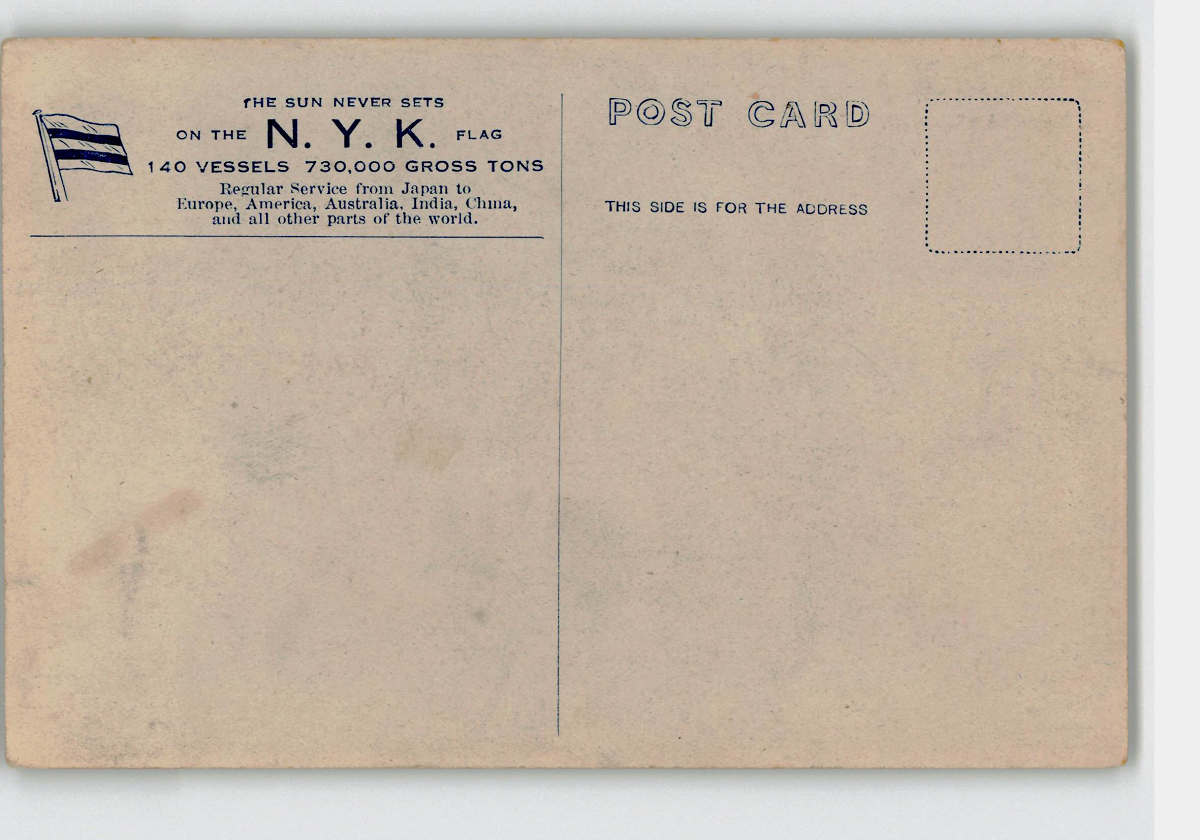 THE SUN NEVER SETS
ON THE N. Y. K. FLAG
140 VESSELS 730,000 GROSS TONS
Regular Service from Japan to
Europe, America, Australia, India, China,
and all other parts of the world.
POST CARD
THIS SIDE IS FOR THE ADDRESS